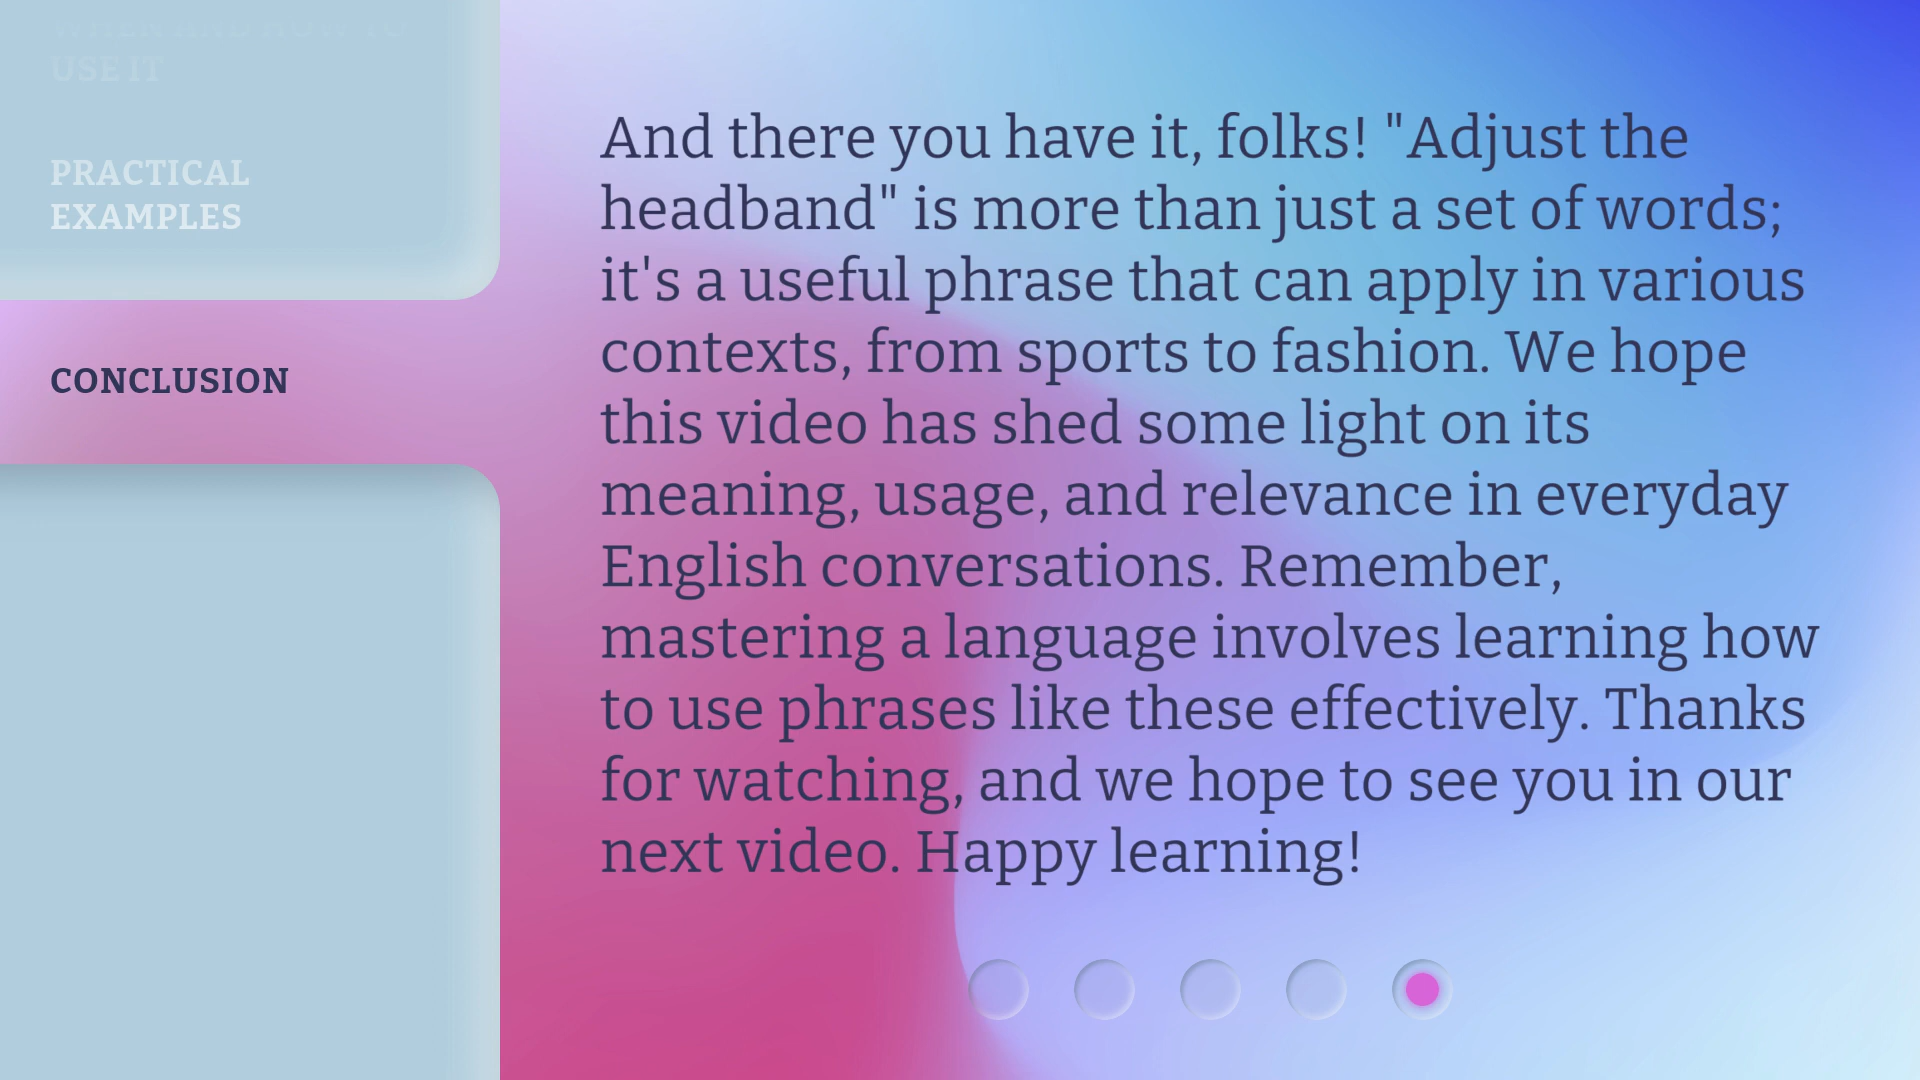 WHEN AND HOW TO
USE IT
PRACTICAL
EXAMPLES
CONCLUSION
And there you have it, folks! "Adjust the
headband" is more than just a set of words;
it's a useful phrase that can apply in various
contexts, from sports to fashion. We hope
this video has shed some light on its
meaning, usage, and relevance in everyday
English conversations. Remember,
mastering a language involves learning how
to use phrases like these effectively. Thanks
for watching, and we hope to see you in our
next video. Happy learning!